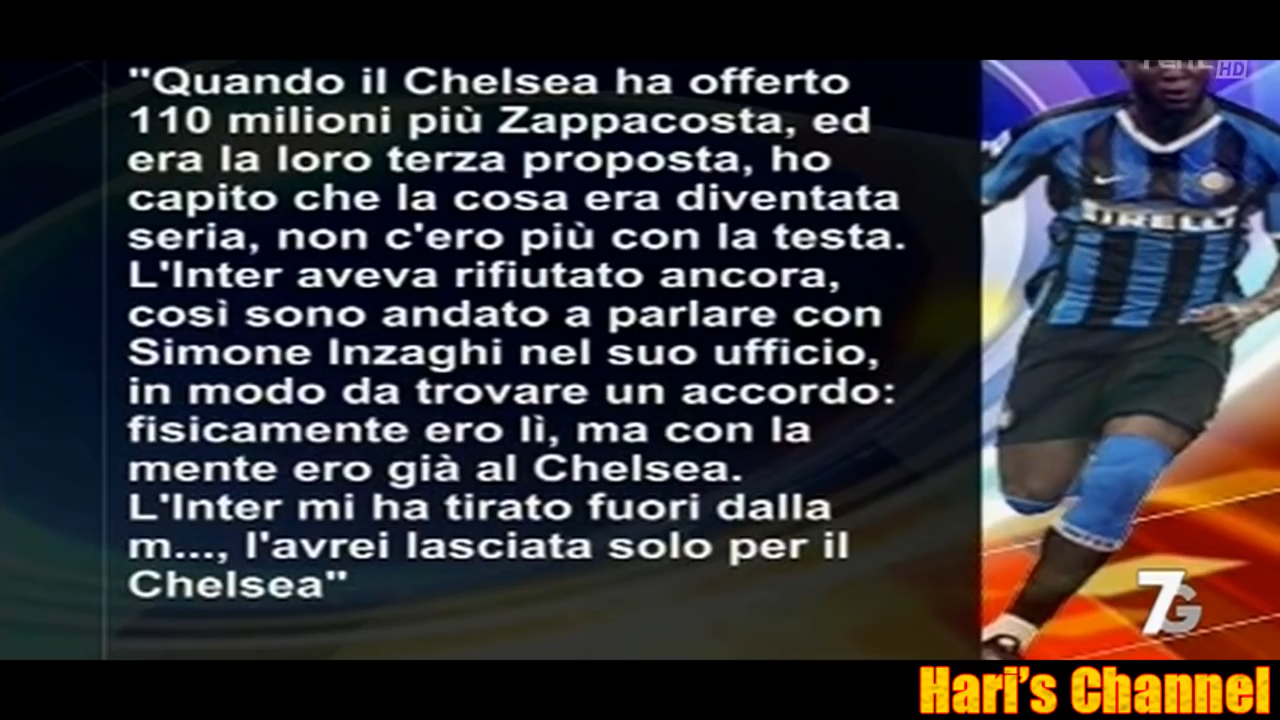 "Quando il Chelsea ha offerto
110 milioni più Zappacosta, ed
era la loro terza proposta, ho
capito che la cosa era diventata
seria, non c'ero più con la testa.
L'Inter aveva rifiutato ancora,
così sono andato a parlare con
Simone Inzaghi nel suo ufficio,
in modo da trovare un accordo:
fisicamente ero lì, ma con la
mente ero già al Chelsea.
L'Inter mi ha tirato fuori dalla
m..., l'avrei lasciata solo per il
Chelsea"
HD
PIRELLI
7G
Hari's Channel